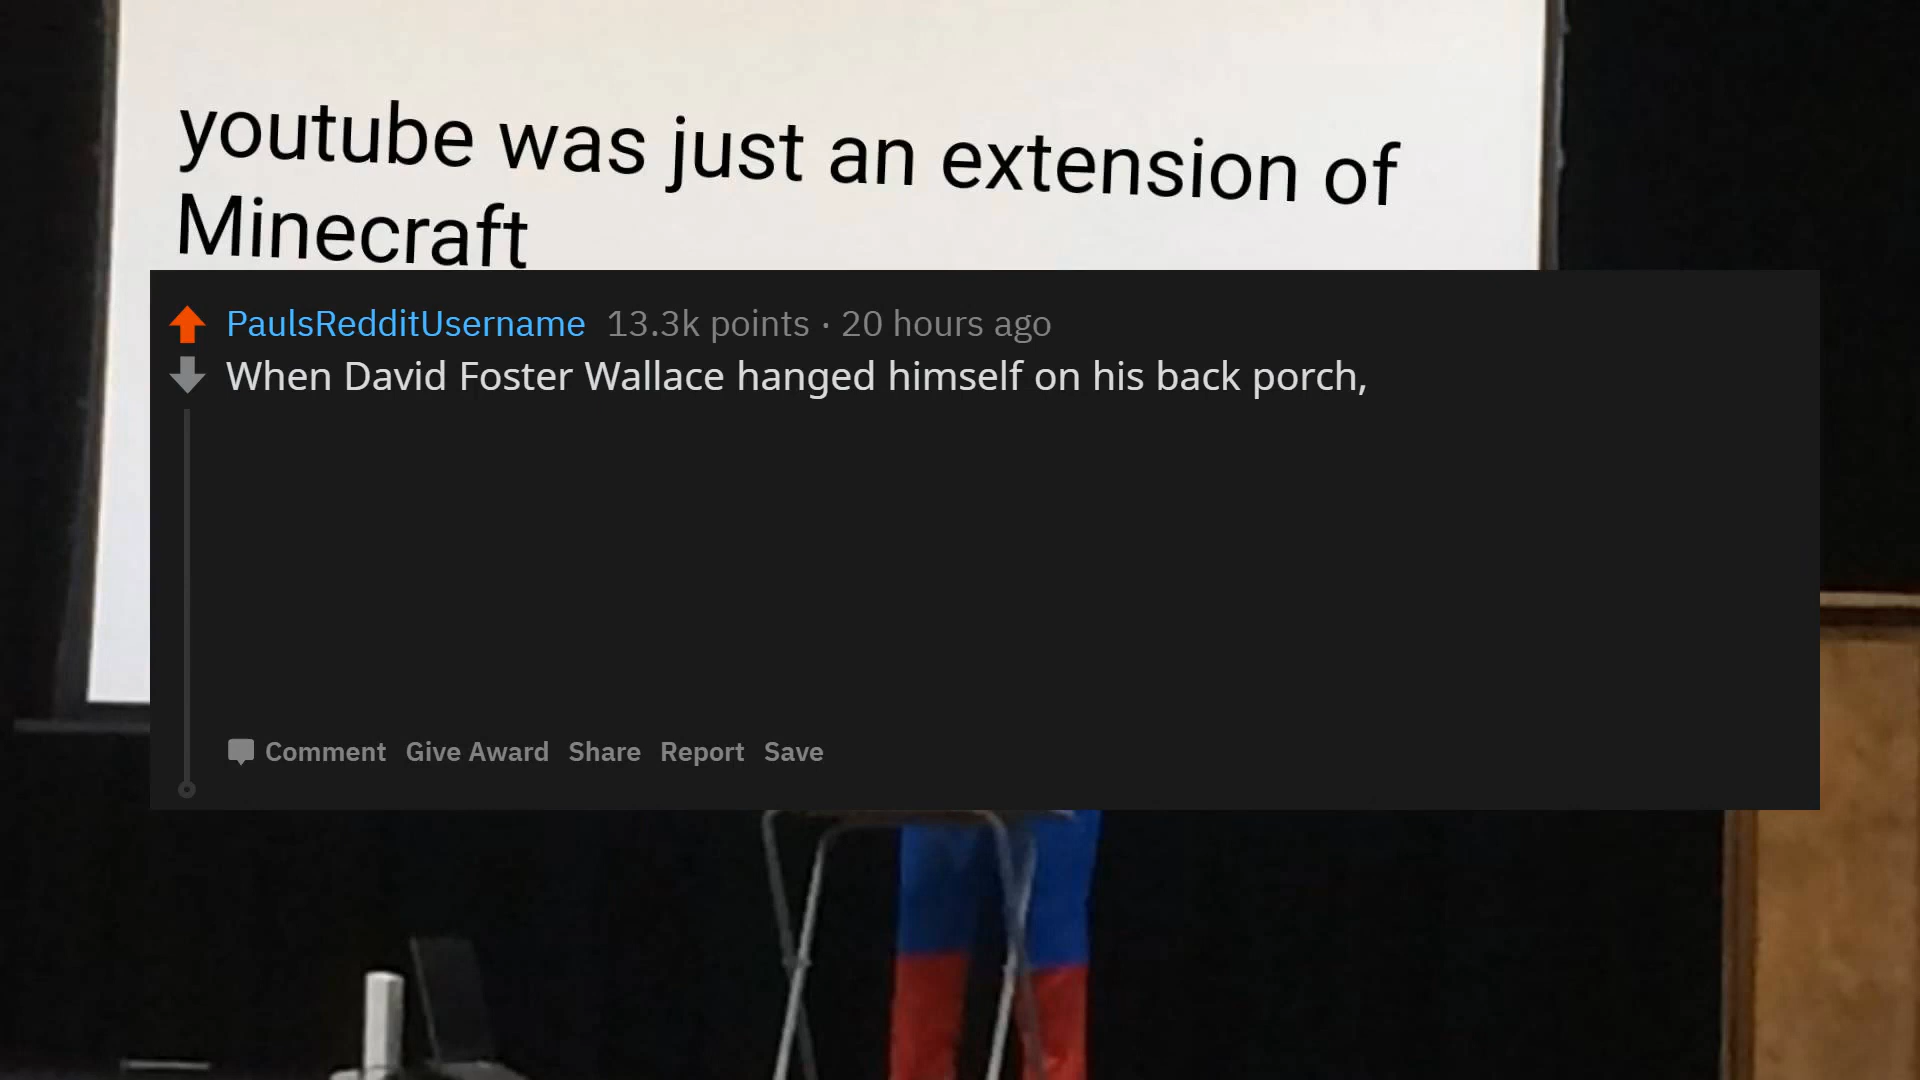 youtube was just an extension of
Minecraft
PaulsRedditUsername 13.3k points · 20 hours ago
When David Foster Wallace hanged himself on his back porch,
Comment Give Award Share Report Save